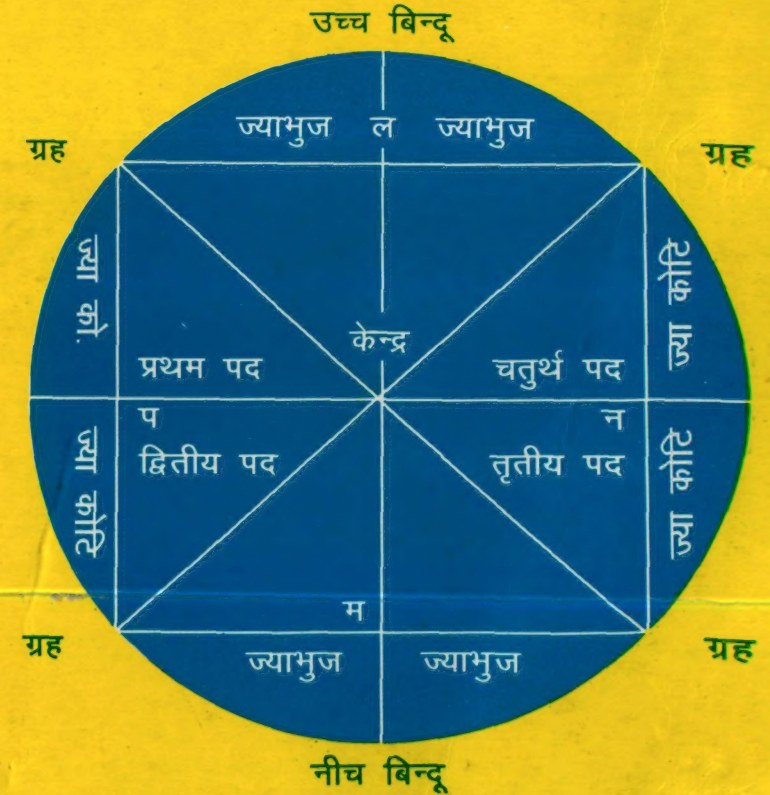 उच्च बिन्दू
ज्याभुज ल ज्याभुज
ग्रह ग्रह
ज्या को. ज्या कोटि
केन्द्र
प्रथम पद चतुर्थ पद
प न
द्वितीय पद तृतीय पद
ज्या कोटि ज्या कोटि
म
ग्रह ग्रह
ज्याभुज ज्याभुज
नीच बिन्दू